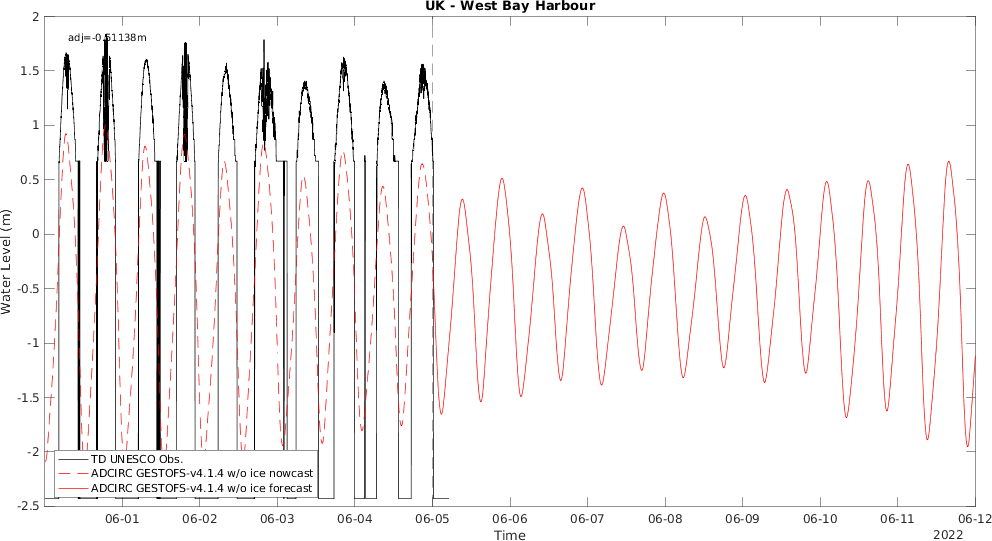 UK - West Bay Harbour
adj=-0.51138m
Water Level (m)
2
1.5
1
0.5
0
-0.5
-1
-1.5
-2
-2.5
TD UNESCO Obs.
ADCIRC GESTOFS-v4.1.4 w/o ice nowcast
ADCIRC GESTOFS-v4.1.4 w/o ice forecast
06-01 06-02 06-03 06-04 06-05 06-06 06-07 06-08 06-09 06-10 06-11 06-12
Time
2022